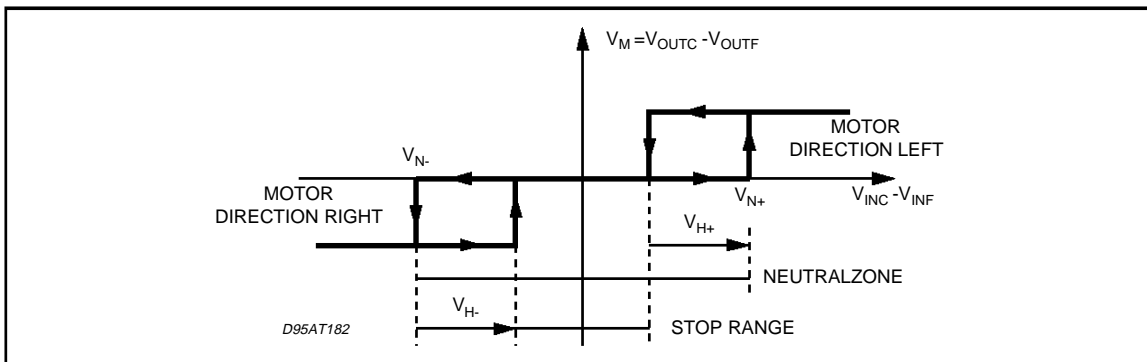 V_M =V_OUTC -V_OUTF
MOTOR
DIRECTION LEFT
V_N-
MOTOR
DIRECTION RIGHT
V_N+
V_INC -V_INF
V_H+
NEUTRALZONE
V_H-
D95AT182
STOP RANGE